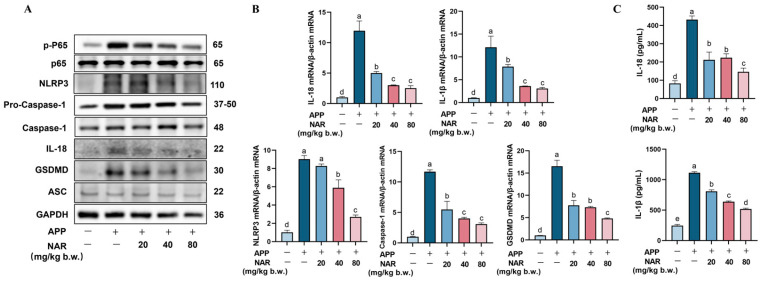 A
p-P65 65
p65 65
NLRP3 110
Pro-Caspase-1 37-50
Caspase-1 48
IL-18 22
GSDMD 30
ASC 22
GAPDH 36
APP – + + + +
NAR – – 20 40 80
(mg/kg b.w.)
B
IL-18 mRNA/β-actin mRNA
15
10
5
0
d a b c c
APP – + + + +
NAR – – 20 40 80
(mg/kg b.w.)
IL-1β mRNA/β-actin mRNA
20
15
10
5
0
d a b c c
APP – + + + +
NAR – – 20 40 80
(mg/kg b.w.)
NLRP3 mRNA/β-actin mRNA
10
8
6
4
2
0
d a a b c
APP – + + + +
NAR – – 20 40 80
(mg/kg b.w.)
Caspase-1 mRNA/β-actin mRNA
15
10
5
0
d a b c c
APP – + + + +
NAR – – 20 40 80
(mg/kg b.w.)
GSDMD mRNA/β-actin mRNA
20
15
10
5
0
d a b b c
APP – + + + +
NAR – – 20 40 80
(mg/kg b.w.)
C
IL-18 (pg/mL)
500
400
300
200
100
0
d a b b c
APP – + + + +
NAR – – 20 40 80
(mg/kg b.w.)
IL-1β (pg/mL)
1500
1000
500
250
0
e a b c d
APP – + + + +
NAR – – 20 40 80
(mg/kg b.w.)